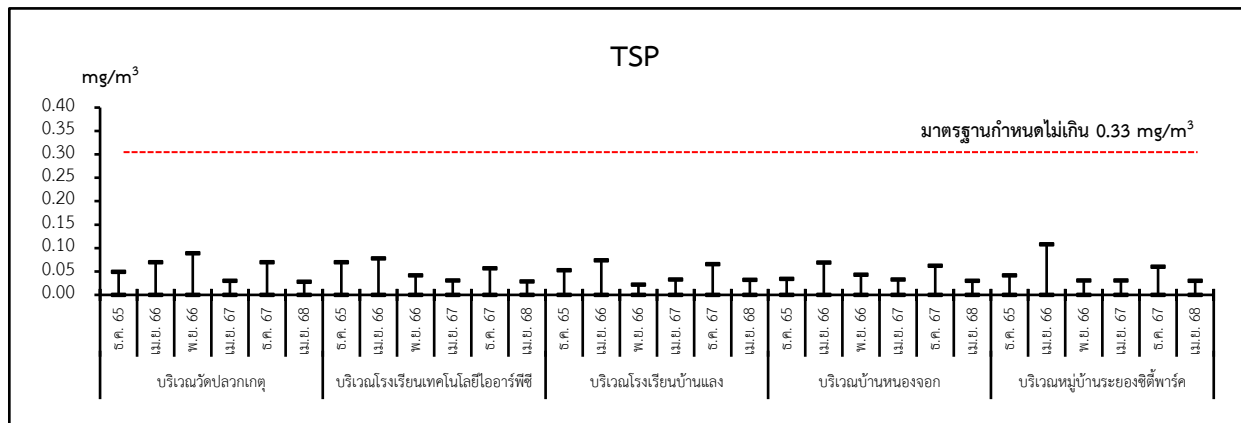 TSP
mg/m³
มาตรฐานกำหนดไม่เกิน 0.33 mg/m³
0.40
0.35
0.30
0.25
0.20
0.15
0.10
0.05
0.00
ธ.ค. 65 เม.ย. 66 พ.ย. 66 เม.ย. 67 ธ.ค. 67 เม.ย. 68 ธ.ค. 65 เม.ย. 66 พ.ย. 66 เม.ย. 67 ธ.ค. 67 เม.ย. 68 ธ.ค. 65 เม.ย. 66 พ.ย. 66 เม.ย. 67 ธ.ค. 67 เม.ย. 68 ธ.ค. 65 เม.ย. 66 พ.ย. 66 เม.ย. 67 ธ.ค. 67 เม.ย. 68 ธ.ค. 65 เม.ย. 66 พ.ย. 66 เม.ย. 67 ธ.ค. 67 เม.ย. 68
บริเวณวัดปลวกเกตุ บริเวณโรงเรียนเทคโนโลยีไออาร์พีซี บริเวณโรงเรียนบ้านแลง บริเวณบ้านหนองจอก บริเวณหมู่บ้านระยองซิตี้พาร์ค